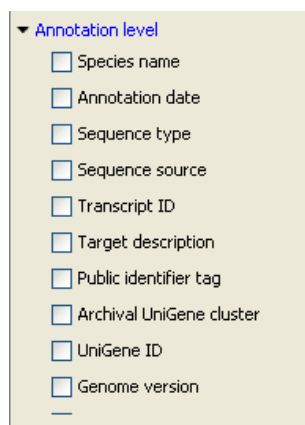 Annotation level
Species name
Annotation date
Sequence type
Sequence source
Transcript ID
Target description
Public identifier tag
Archival UniGene cluster
UniGene ID
Genome version